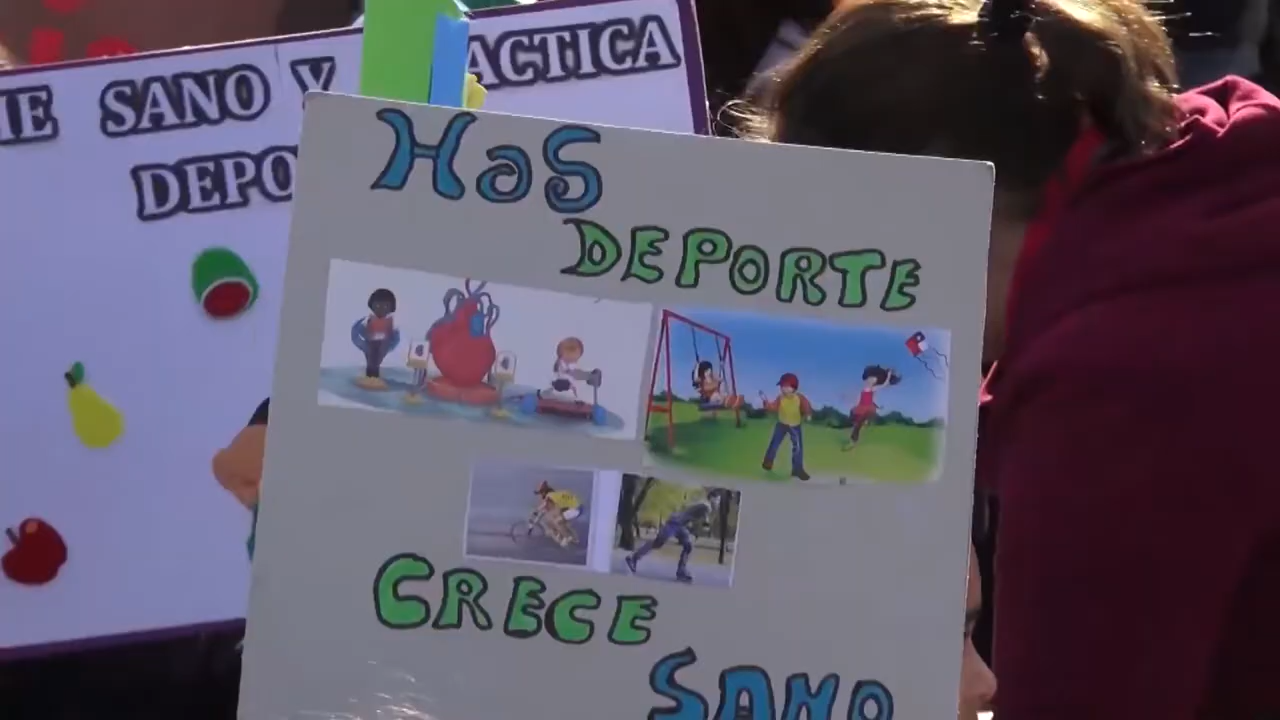 SANO Y
ACTICA
DEPO
HaS
DEPORTE
CRECE
SANO